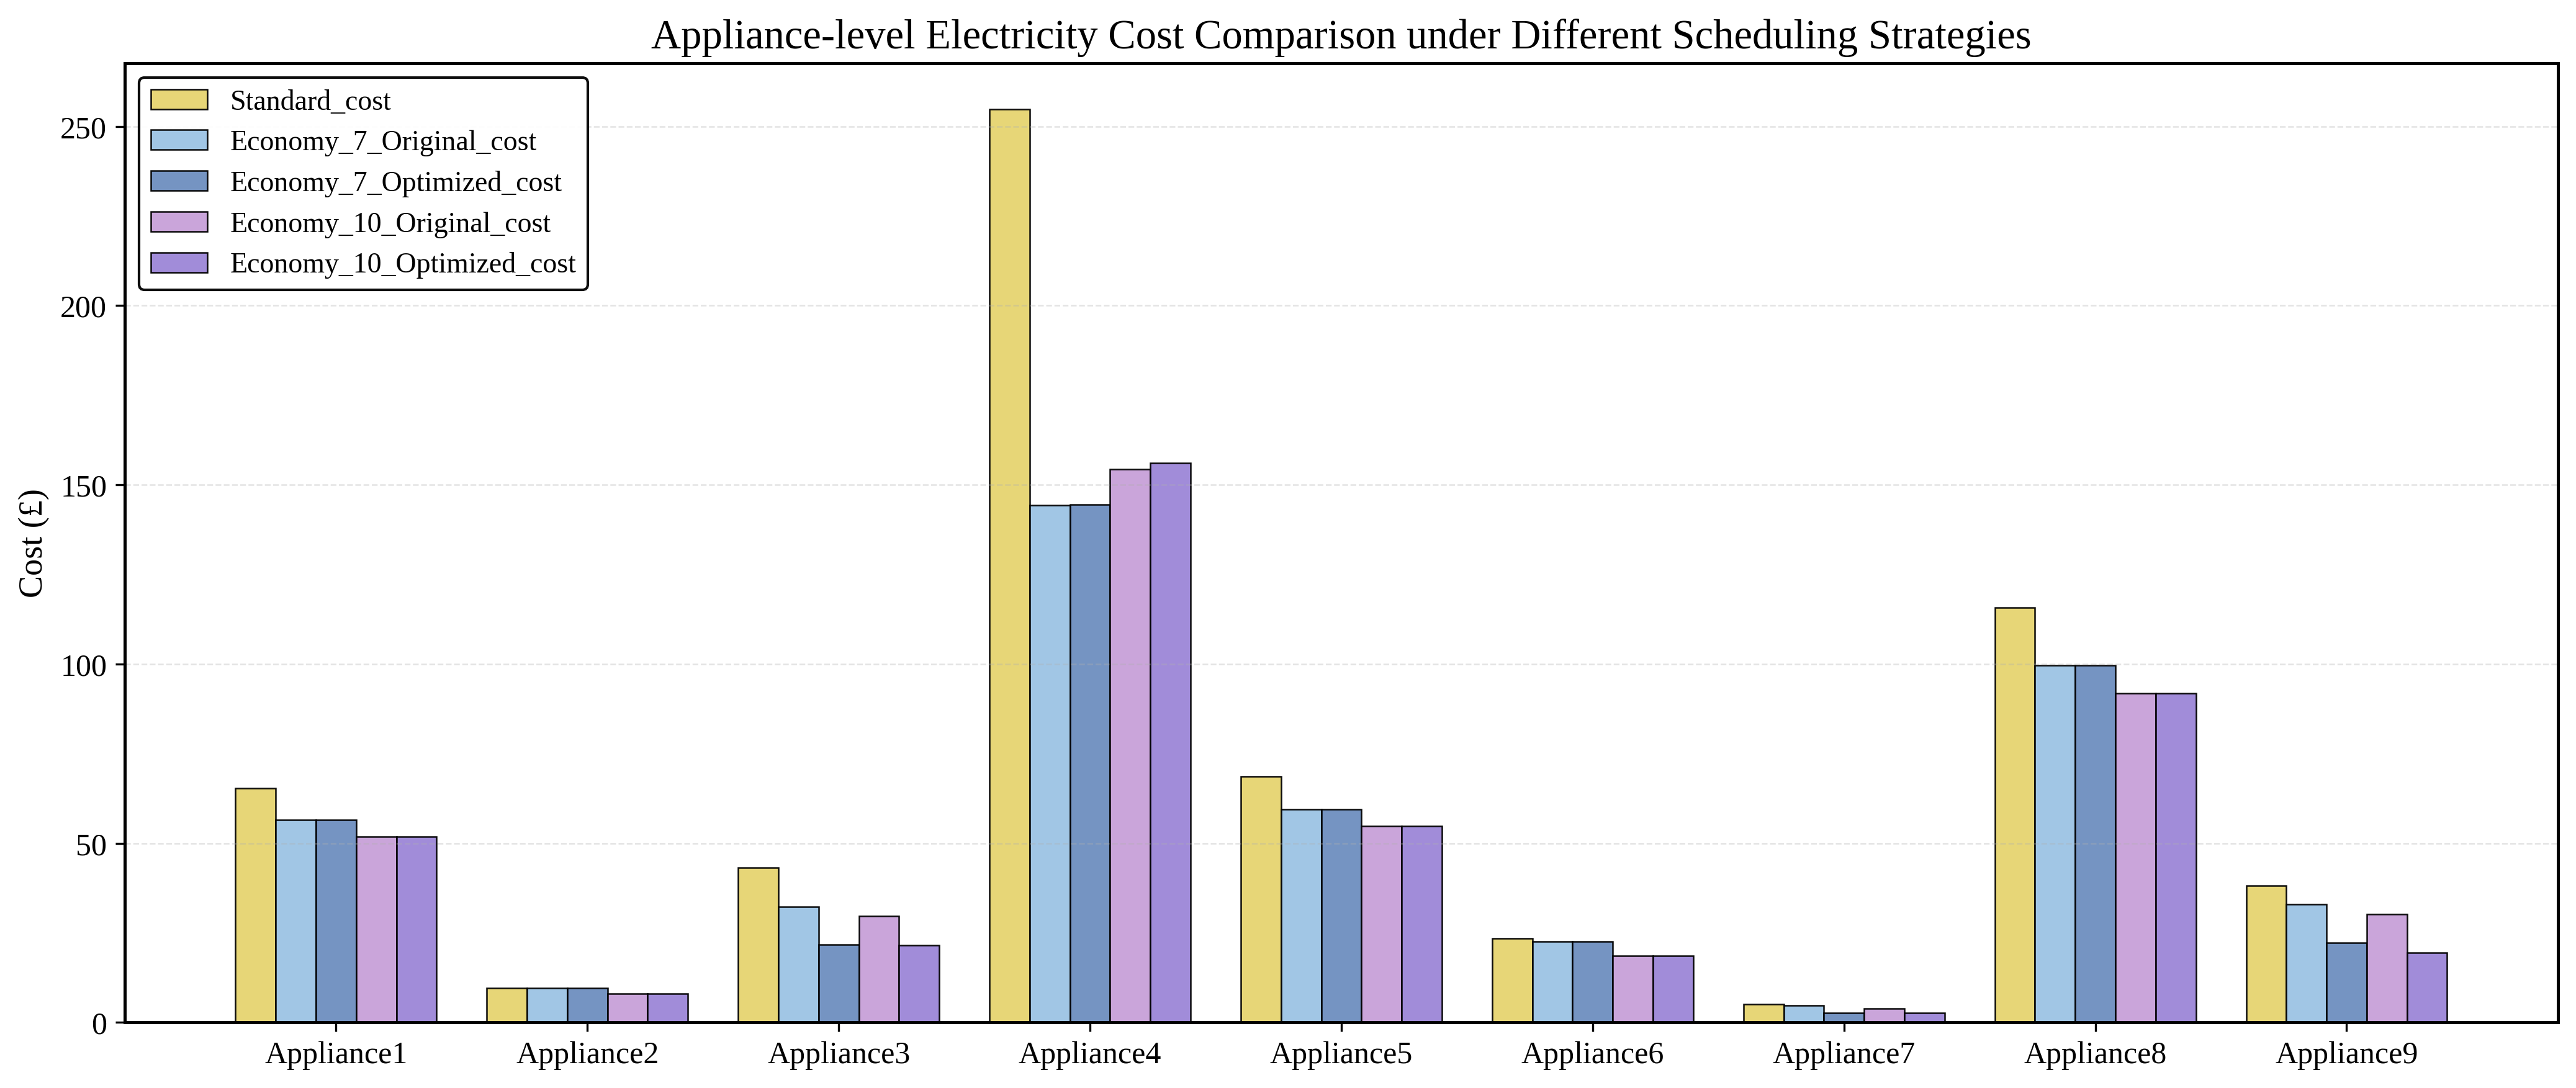 Appliance-level Electricity Cost Comparison under Different Scheduling Strategies
Standard_cost
Economy_7_Original_cost
Economy_7_Optimized_cost
Economy_10_Original_cost
Economy_10_Optimized_cost
Cost (£)
250
200
150
100
50
0
Appliance1 Appliance2 Appliance3 Appliance4 Appliance5 Appliance6 Appliance7 Appliance8 Appliance9